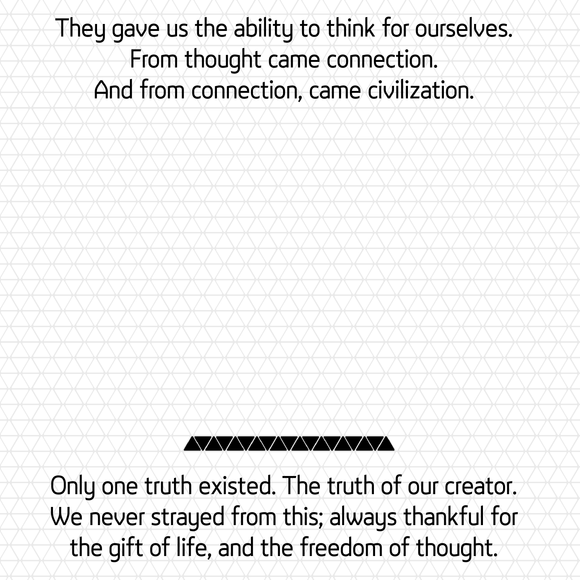 They gave us the ability to think for ourselves.
From thought came connection.
And from connection, came civilization.
Only one truth existed. The truth of our creator.
We never strayed from this; always thankful for
the gift of life, and the freedom of thought.